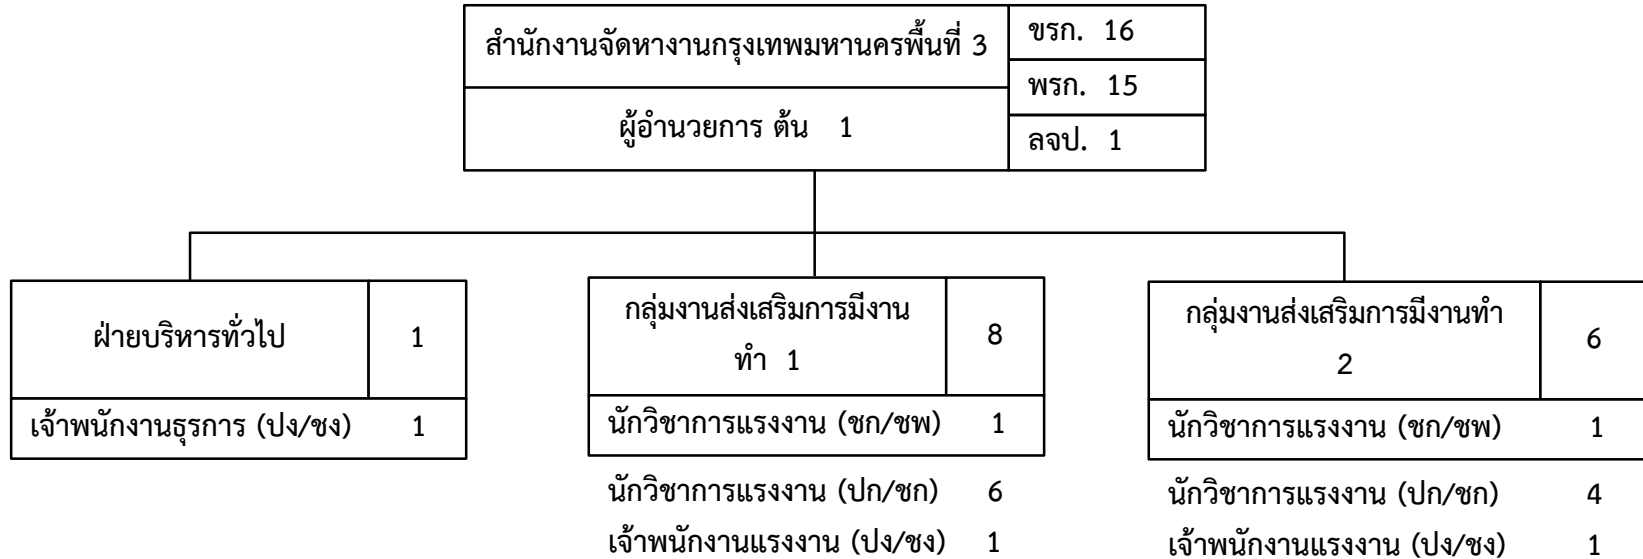 สำนักงานจัดหางานกรุงเทพมหานครพื้นที่ 3
ขรก. 16
พรก. 15
ผู้อำนวยการ ต้น 1
ลจป. 1
ฝ่ายบริหารทั่วไป 1
เจ้าพนักงานธุรการ (ปง/ชง) 1
กลุ่มงานส่งเสริมการมีงาน
ทำ 1
8
นักวิชาการแรงงาน (ชก/ชพ) 1
นักวิชาการแรงงาน (ปก/ชก) 6
เจ้าพนักงานแรงงาน (ปง/ชง) 1
กลุ่มงานส่งเสริมการมีงานทำ
2
6
นักวิชาการแรงงาน (ชก/ชพ) 1
นักวิชาการแรงงาน (ปก/ชก) 4
เจ้าพนักงานแรงงาน (ปง/ชง) 1